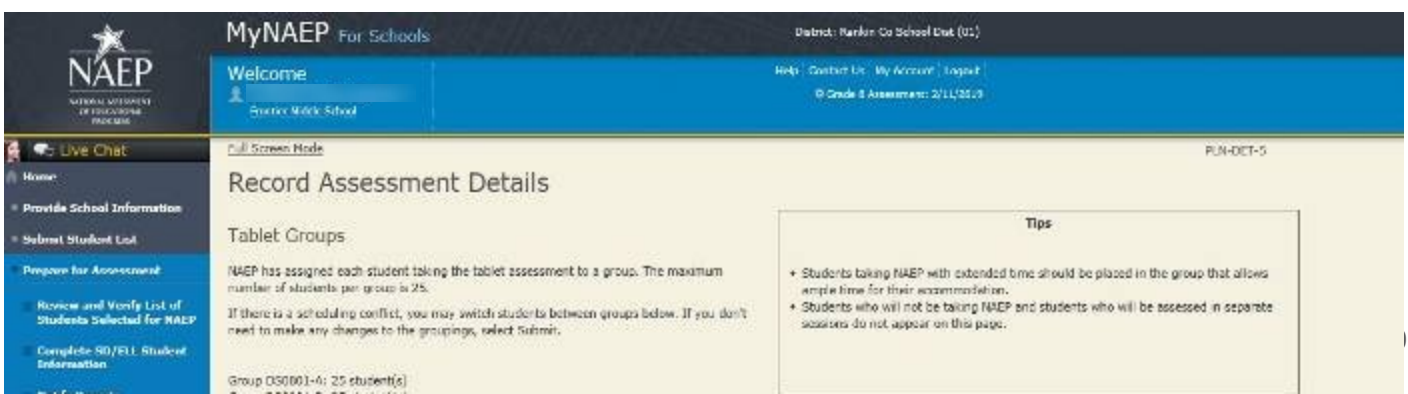 MyNAEP For Schools
District: Rankin Co School Dist (01)
NAEP
NATIONAL ASSESSMENT
OF EDUCATIONAL
PROGRESS
Welcome
Frontier Middle School
Help Contact Us My Account Logout
Grade 8 Assessment: 2/11/2019
Live Chat
Home
Provide School Information
Submit Student List
Prepare for Assessment
Review and Verify List of
Students Selected for NAEP
Complete SD/ELL Student
Information
Full Screen Mode
PLN-DET-5
Record Assessment Details
Tablet Groups
NAEP has assigned each student taking the tablet assessment to a group. The maximum
number of students per group is 25.
If there is a scheduling conflict, you may switch students between groups below. If you don't
need to make any changes to the groupings, select Submit.
Group DS0801-A: 25 student(s)
Tips
• Students taking NAEP with extended time should be placed in the group that allows
ample time for their accommodation.
• Students who will not be taking NAEP and students who will be assessed in separate
sessions do not appear on this page.